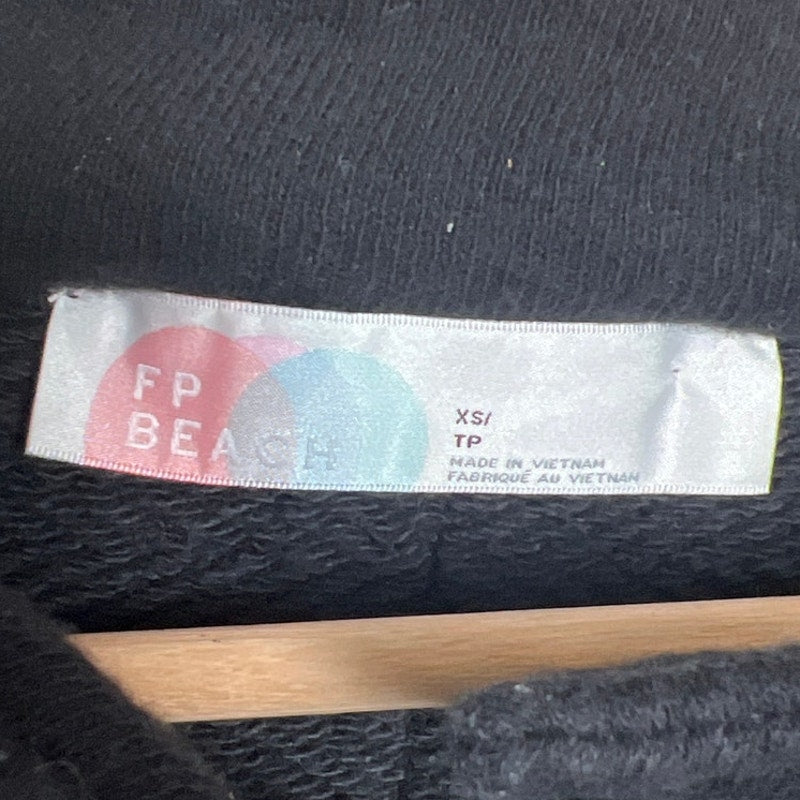 FP
BEACH
XS/
TP
MADE IN VIETNAM
FABRIQUÉ AU VIETNAM